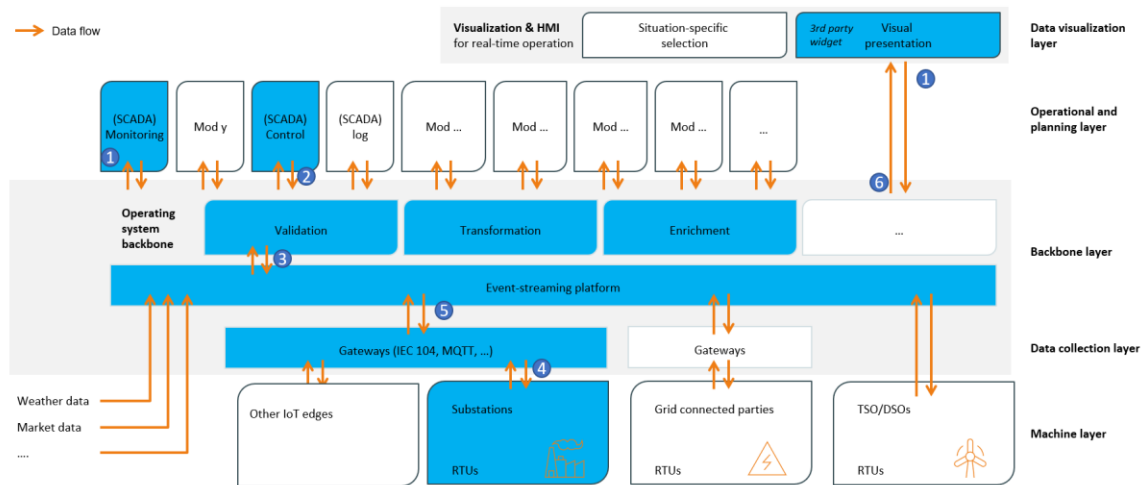 Data flow
Visualization & HMI
for real-time operation
Situation-specific
selection
3rd party
widget
Visual
presentation
Data visualization
layer
1
(SCADA)
Monitoring
1
Mod y
(SCADA)
Control
2
(SCADA)
log
Mod ...
Mod ...
Mod ...
Mod ...
...
Operational and
planning layer
6
Operating
system
backbone
Validation
Transformation
Enrichment
...
Backbone layer
3
Event-streaming platform
5
Gateways (IEC 104, MQTT, ...)
4
Gateways
Data collection layer
Weather data
Market data
....
Other IoT edges
Substations
RTUs
Grid connected parties
RTUs
TSO/DSOs
RTUs
Machine layer